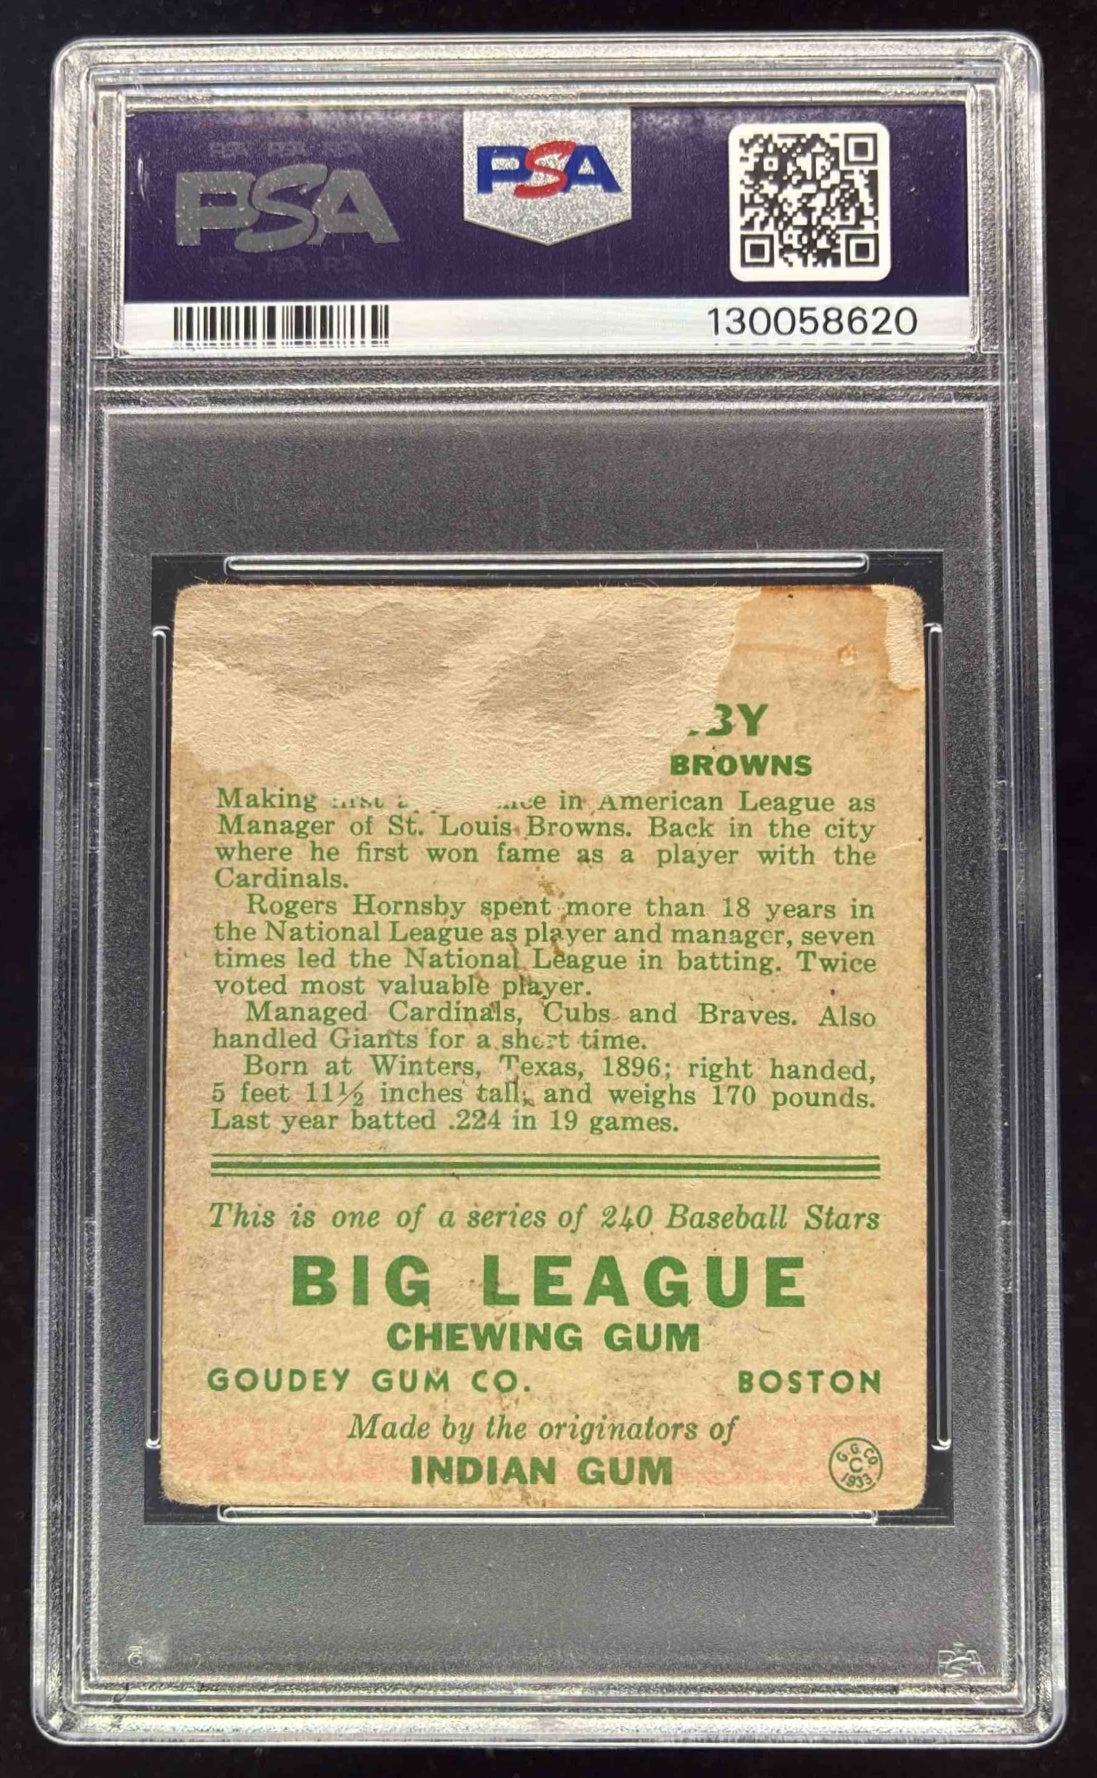 PSA
PSA
130058620
BY
BROWNS
Making first in American League as
Manager of St. Louis Browns. Back in the city
where he first won fame as a player with the
Cardinals.
Rogers Hornsby spent more than 18 years in
the National League as player and manager, seven
times led the National League in batting. Twice
voted most valuable player.
Managed Cardinals, Cubs and Braves. Also
handled Giants for a short time.
Born at Winters, Texas, 1896; right handed,
5 feet 11½ inches tall, and weighs 170 pounds.
Last year batted .224 in 19 games.
This is one of a series of 240 Baseball Stars
BIG LEAGUE
CHEWING GUM
GOUDEY GUM CO. BOSTON
Made by the originators of
INDIAN GUM
G.G.CO.
C
1933
PSA